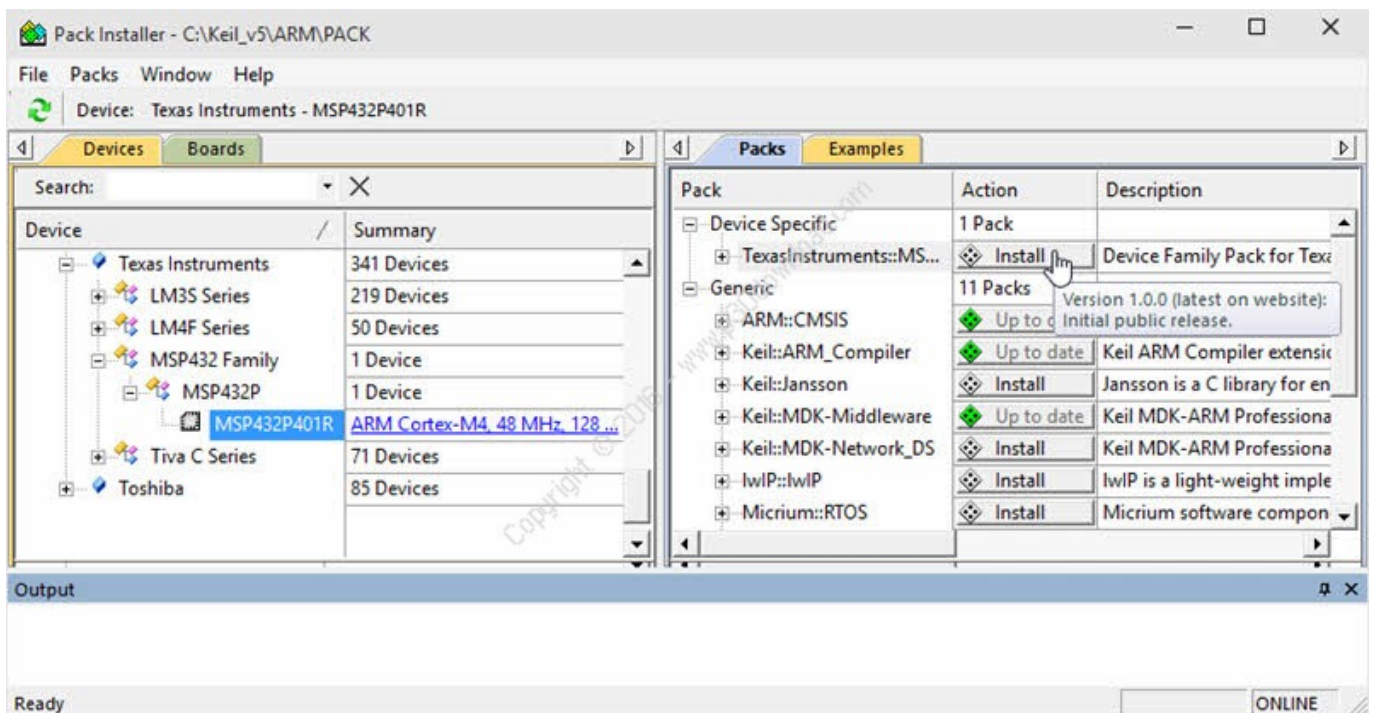 Pack Installer - C:\Keil_v5\ARM\PACK
File Packs Window Help
Device: Texas Instruments - MSP432P401R
Devices Boards
Search:
Device Summary
Texas Instruments 341 Devices
LM3S Series 219 Devices
LM4F Series 50 Devices
MSP432 Family 1 Device
MSP432P 1 Device
MSP432P401R ARM Cortex-M4, 48 MHz, 128 ...
Tiva C Series 71 Devices
Toshiba 85 Devices
Packs Examples
Pack Action Description
Device Specific 1 Pack
TexasInstruments::MS... Install Device Family Pack for Texa
Generic 11 Packs
Version 1.0.0 (latest on website):
Initial public release.
ARM::CMSIS Up to
Keil::ARM_Compiler Up to date Keil ARM Compiler extensic
Keil::Jansson Install Jansson is a C library for en
Keil::MDK-Middleware Up to date Keil MDK-ARM Professiona
Keil::MDK-Network_DS Install Keil MDK-ARM Professiona
lwIP::lwIP Install lwIP is a light-weight imple
Micrium::RTOS Install Micrium software compon
Output
Ready ONLINE
Copyright © 2016 - www.p30download.com